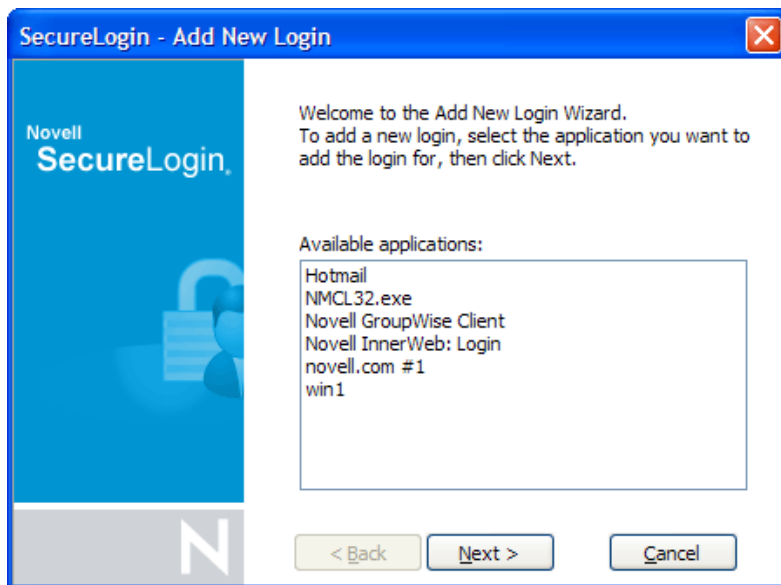 SecureLogin - Add New Login
Novell
SecureLogin.
Welcome to the Add New Login Wizard.
To add a new login, select the application you want to
add the login for, then click Next.
Available applications:
Hotmail
NMCL32.exe
Novell GroupWise Client
Novell InnerWeb: Login
novell.com #1
win1
N
< Back
Next >
Cancel